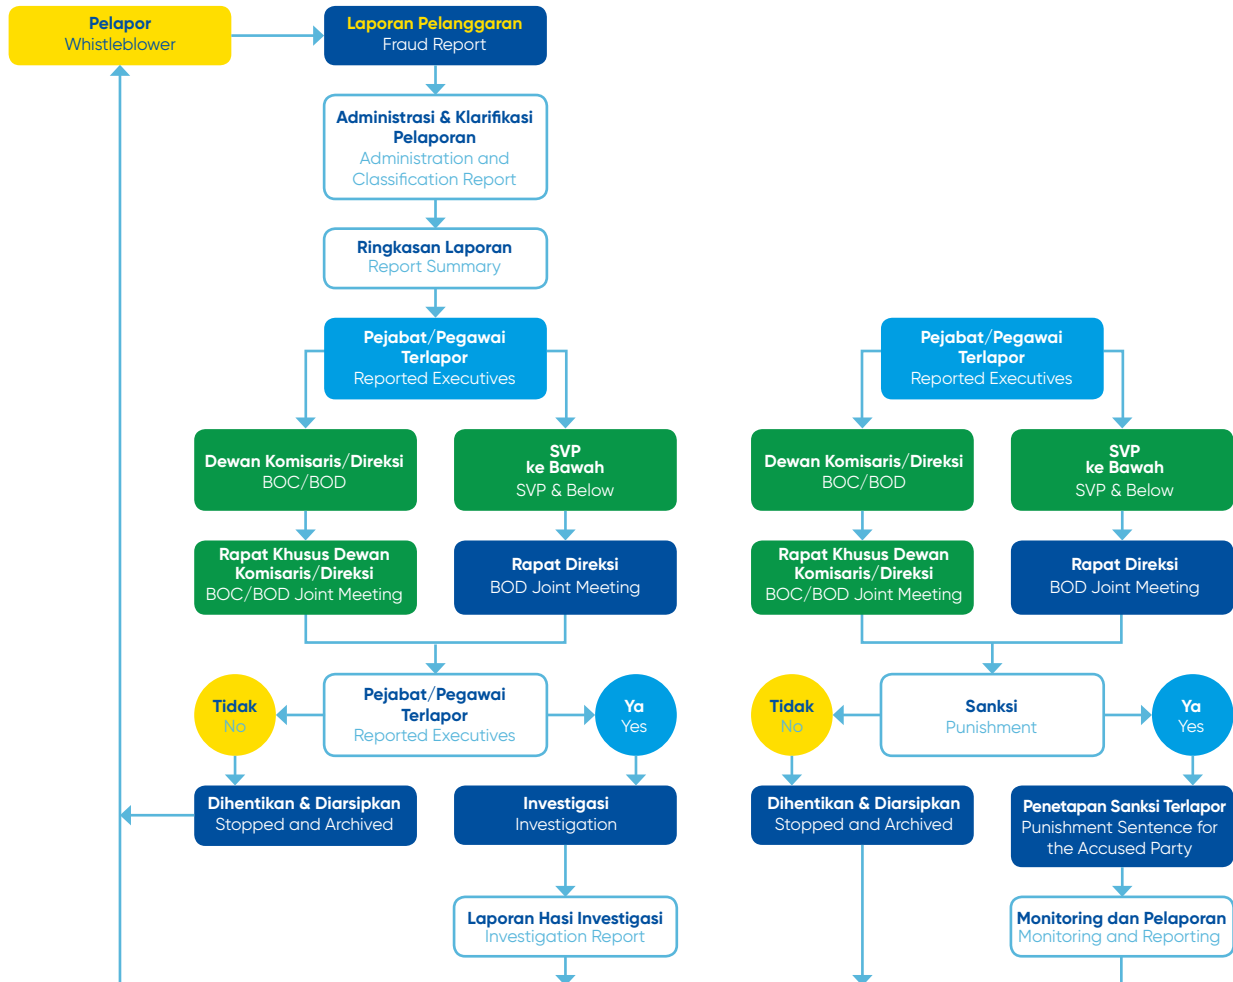 Pelapor
Whistleblower
Laporan Pelanggaran
Fraud Report
Administrasi & Klarifikasi
Pelaporan
Administration and
Classification Report
Ringkasan Laporan
Report Summary
Pejabat/Pegawai
Terlapor
Reported Executives
Dewan Komisaris/Direksi
BOC/BOD
SVP
ke Bawah
SVP & Below
Rapat Khusus Dewan
Komisaris/Direksi
BOC/BOD Joint Meeting
Rapat Direksi
BOD Joint Meeting
Tidak
No
Pejabat/Pegawai
Terlapor
Reported Executives
Ya
Yes
Dihentikan & Diarsipkan
Stopped and Archived
Investigasi
Investigation
Laporan Hasi Investigasi
Investigation Report
Pejabat/Pegawai
Terlapor
Reported Executives
Dewan Komisaris/Direksi
BOC/BOD
SVP
ke Bawah
SVP & Below
Rapat Khusus Dewan
Komisaris/Direksi
BOC/BOD Joint Meeting
Rapat Direksi
BOD Joint Meeting
Tidak
No
Sanksi
Punishment
Ya
Yes
Dihentikan & Diarsipkan
Stopped and Archived
Penetapan Sanksi Terlapor
Punishment Sentence for
the Accused Party
Monitoring dan Pelaporan
Monitoring and Reporting